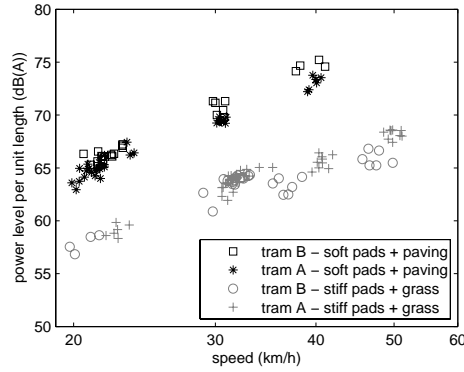 80
75
70
65
60
55
50
20
30
40
50
60
power level per unit length (dB(A))
speed (km/h)
tram B − soft pads + paving
tram A − soft pads + paving
tram B − stiff pads + grass
tram A − stiff pads + grass